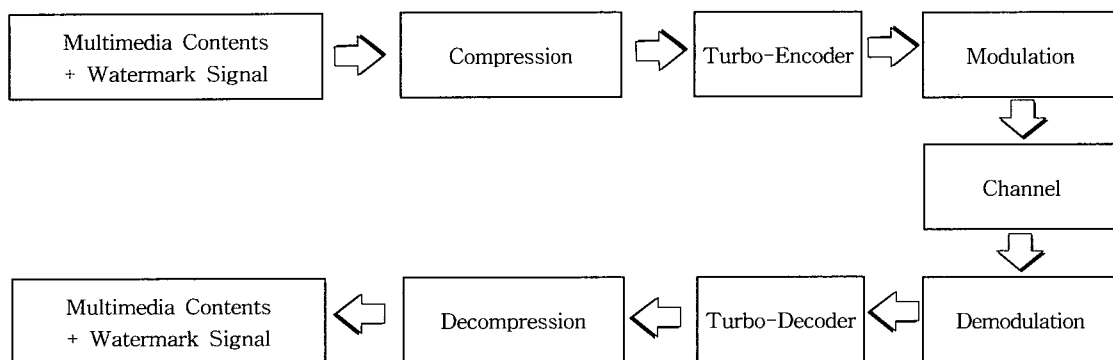 Multimedia Contents
+ Watermark Signal
Compression
Turbo-Encoder
Modulation
Channel
Demodulation
Turbo-Decoder
Decompression
Multimedia Contents
+ Watermark Signal